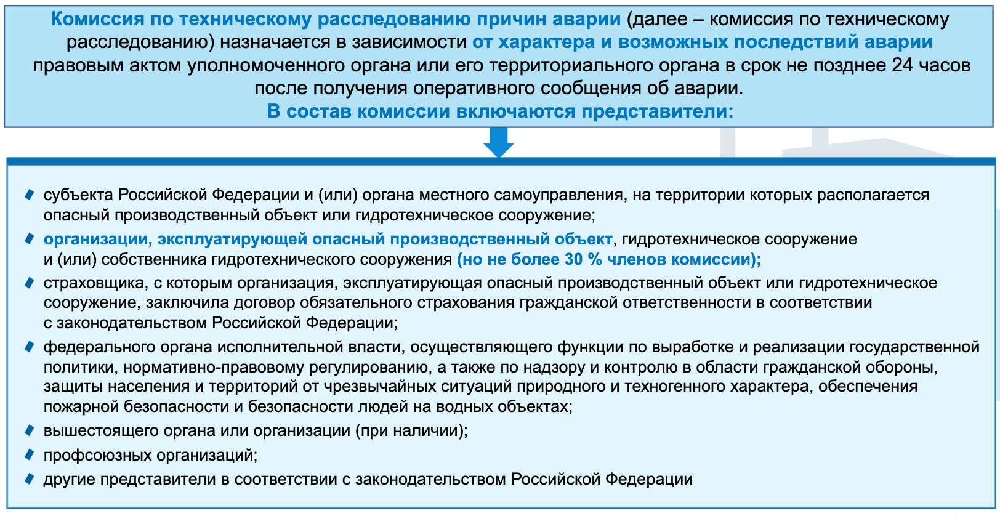 Комиссия по техническому расследованию причин аварии (далее – комиссия по техническому
расследованию) назначается в зависимости от характера и возможных последствий аварии
правовым актом уполномоченного органа или его территориального органа в срок не позднее 24 часов
после получения оперативного сообщения об аварии.
В состав комиссии включаются представители:
субъекта Российской Федерации и (или) органа местного самоуправления, на территории которых располагается
опасный производственный объект или гидротехническое сооружение;
организации, эксплуатирующей опасный производственный объект, гидротехническое сооружение
и (или) собственника гидротехнического сооружения (но не более 30 % членов комиссии);
страховщика, с которым организация, эксплуатирующая опасный производственный объект или гидротехническое
сооружение, заключила договор обязательного страхования гражданской ответственности в соответствии
с законодательством Российской Федерации;
федерального органа исполнительной власти, осуществляющего функции по выработке и реализации государственной
политики, нормативно-правовому регулированию, а также по надзору и контролю в области гражданской обороны,
защиты населения и территорий от чрезвычайных ситуаций природного и техногенного характера, обеспечения
пожарной безопасности и безопасности людей на водных объектах;
вышестоящего органа или организации (при наличии);
профсоюзных организаций;
другие представители в соответствии с законодательством Российской Федерации